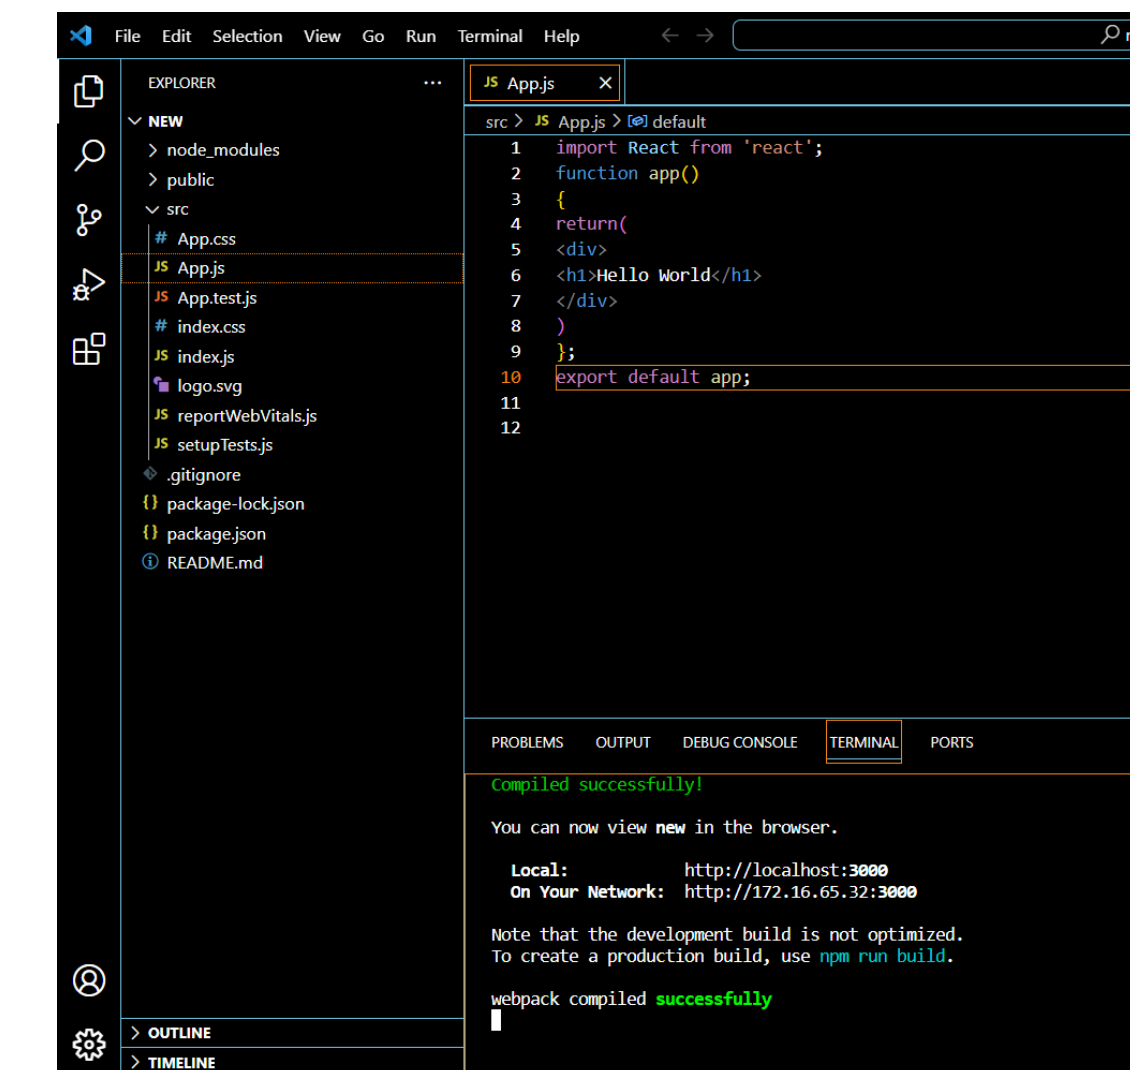 File Edit Selection View Go Run Terminal Help
EXPLORER ...
NEW
node_modules
public
src
# App.css
JS App.js
JS App.test.js
# index.css
JS index.js
logo.svg
JS reportWebVitals.js
JS setupTests.js
.gitignore
{} package-lock.json
{} package.json
README.md
OUTLINE
TIMELINE
JS App.js ×
src > JS App.js > default
1 import React from 'react';
2 function app()
3 {
4 return(
5 <div>
6 <h1>Hello World</h1>
7 </div>
8 )
9 };
10 export default app;
11
12
PROBLEMS OUTPUT DEBUG CONSOLE TERMINAL PORTS
Compiled successfully!
You can now view new in the browser.
Local: http://localhost:3000
On Your Network: http://172.16.65.32:3000
Note that the development build is not optimized.
To create a production build, use npm run build.
webpack compiled successfully